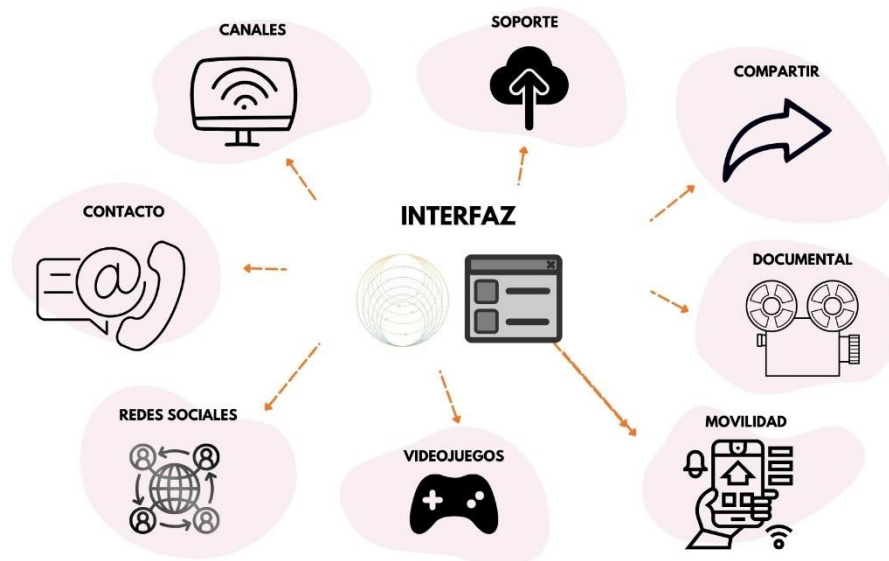 CANALES
SOPORTE
COMPARTIR
CONTACTO
INTERFAZ
DOCUMENTAL
REDES SOCIALES
VIDEOJUEGOS
MOVILIDAD